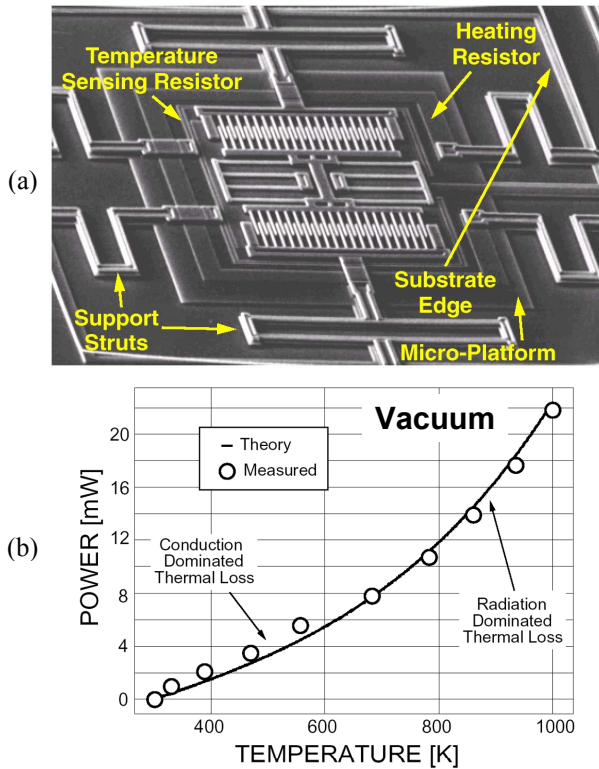 (a)
Temperature
Sensing Resistor
Heating
Resistor
Support
Struts
Substrate
Edge
Micro-Platform
(b)
Vacuum
– Theory
Measured
Conduction
Dominated
Thermal Loss
Radiation
Dominated
Thermal Loss
POWER [mW]
20
16
12
8
4
0
400
600
800
1000
TEMPERATURE [K]